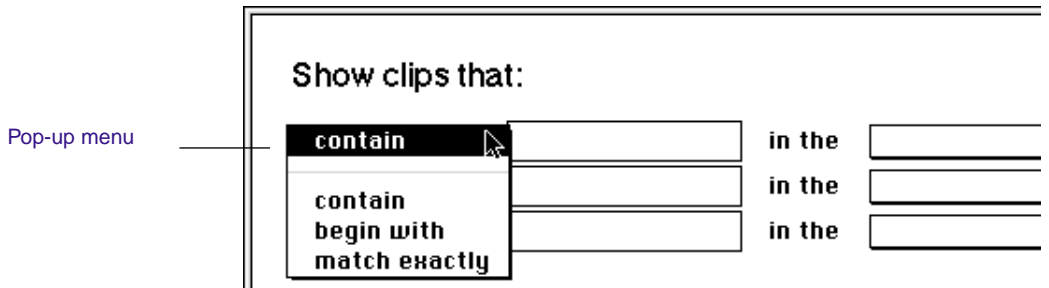 Show clips that:
Pop-up menu
contain
in the
in the
contain
begin with
in the
match exactly